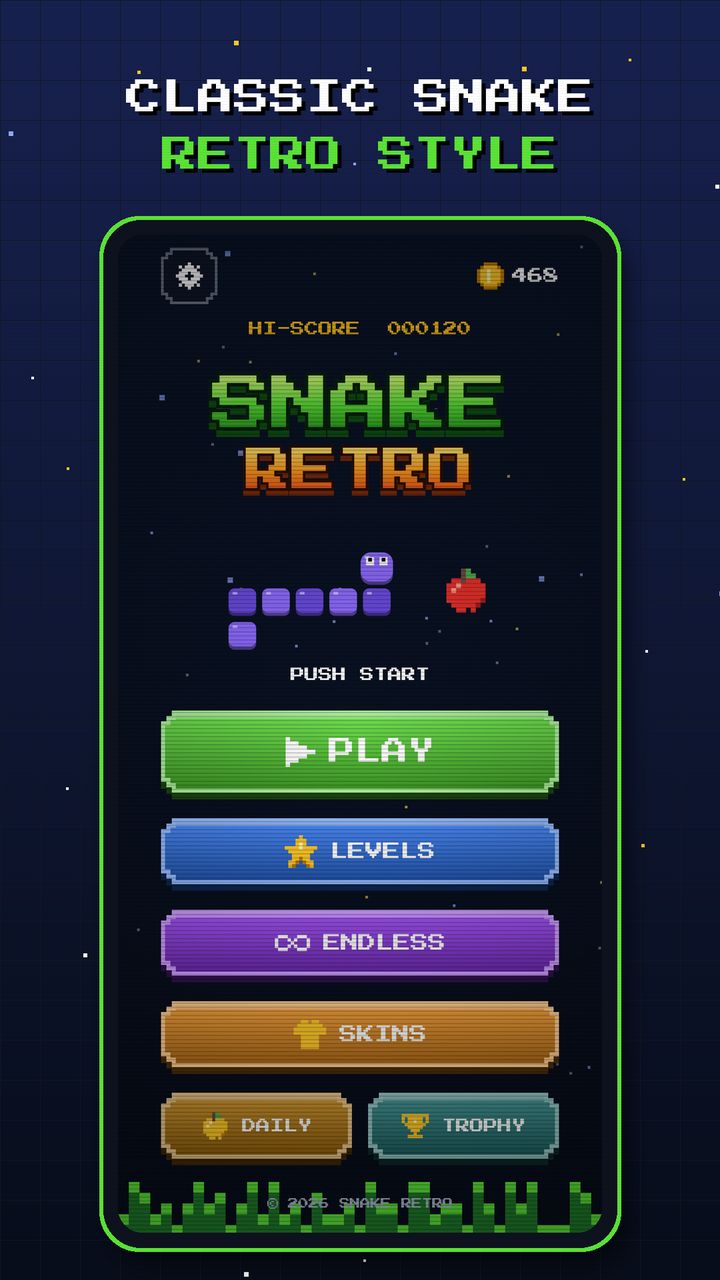 CLASSIC SNAKE
RETRO STYLE
468
HI-SCORE 000120
SNAKE
RETRO
PUSH START
PLAY
LEVELS
ENDLESS
SKINS
DAILY TROPHY
© 2026 SNAKE RETRO